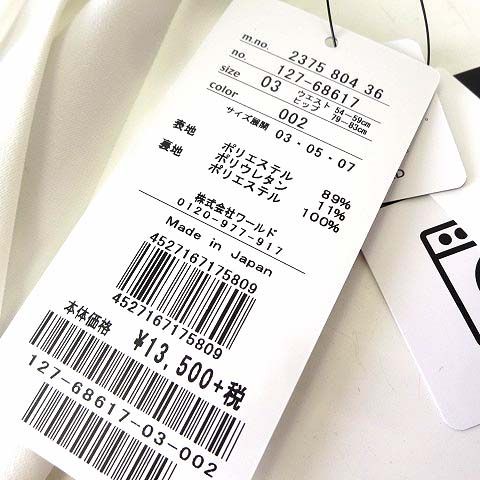 m.no. 2375 804 36
no. 127-68617
size 03 ウェスト 54-59cm
ヒップ 79-83cm
color 002
サイズ展開 03・05・07
表地 ポリエステル 89%
ポリウレタン 11%
裏地 ポリエステル 100%
株式会社ワールド
0120-977-917
Made in Japan
4527167175809
4527167175809
本体価格 ¥13,500+税
127-68617-03-002